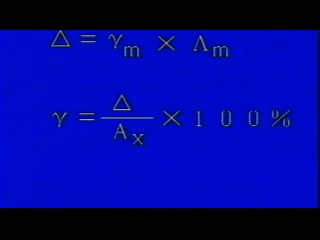 Δ = γm × Am
γ = Δ / Ax × 100%